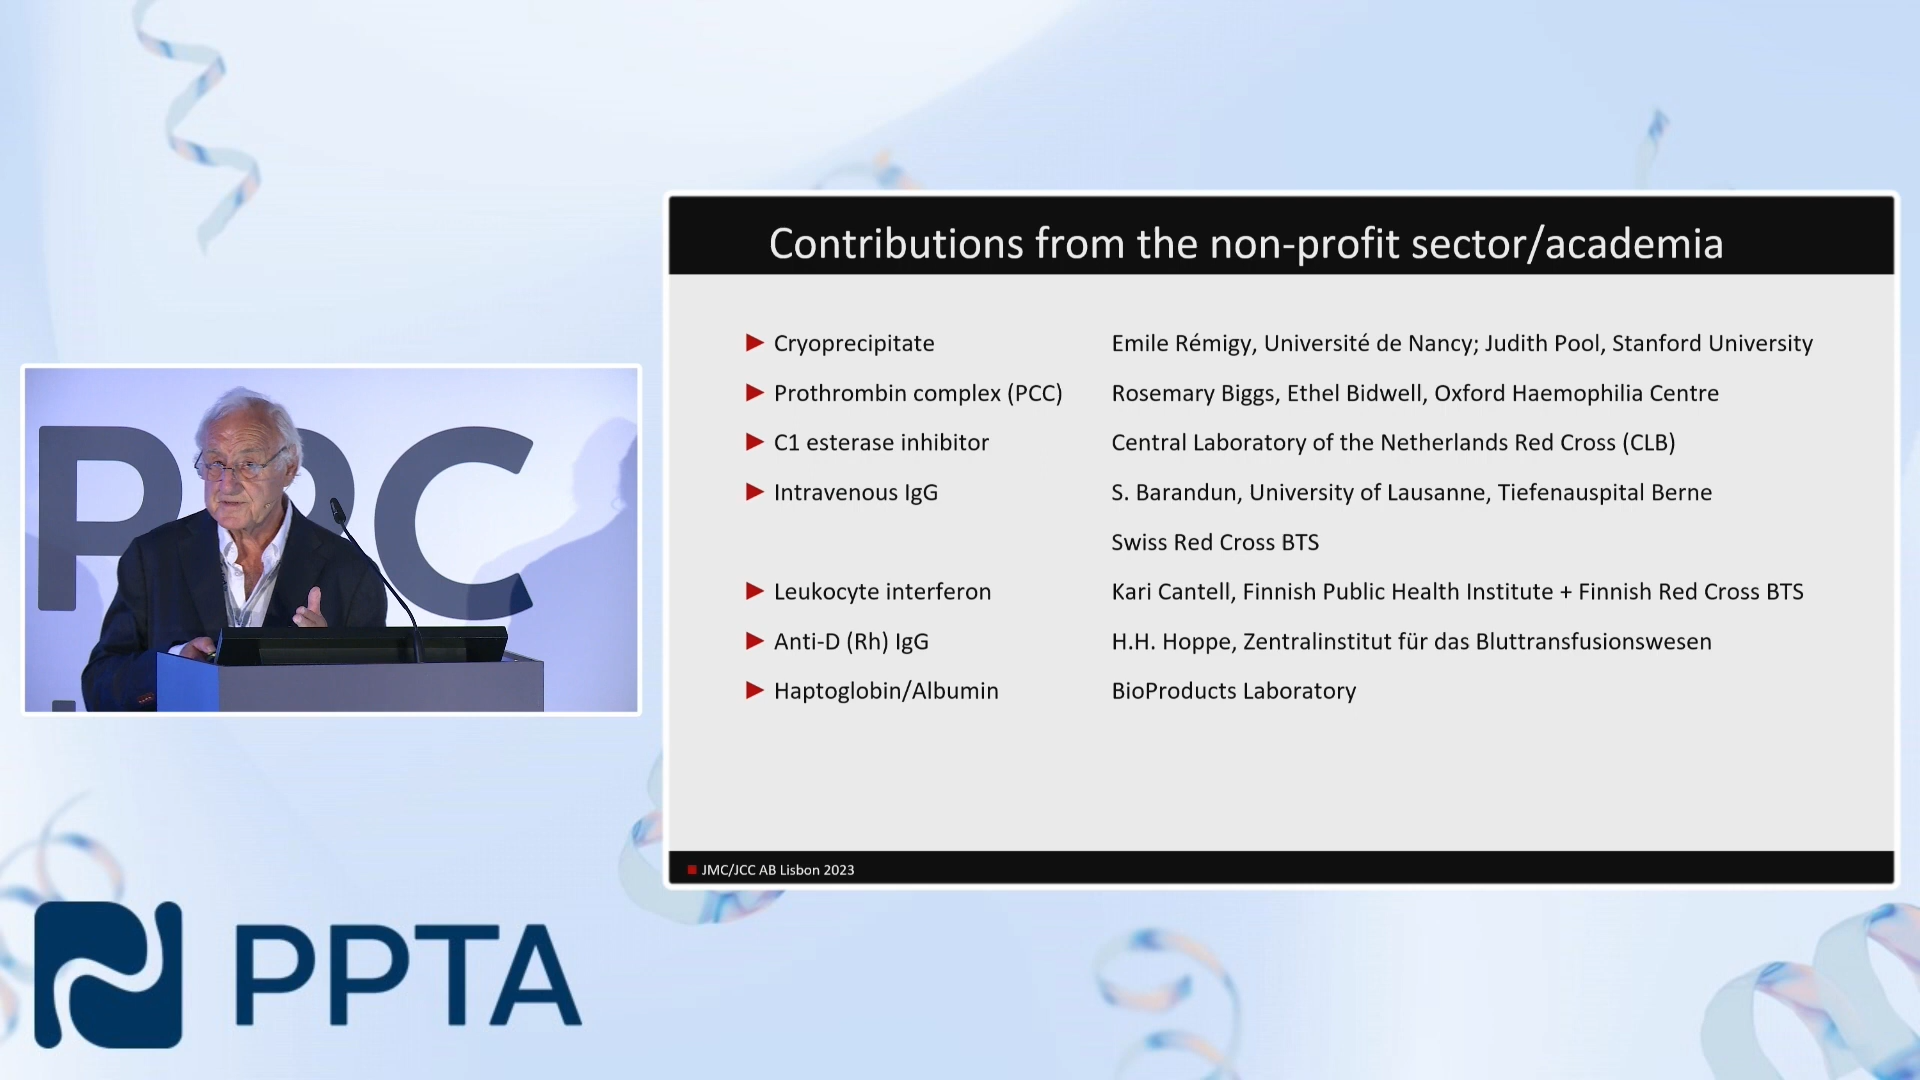 Contributions from the non-profit sector/academia
Cryoprecipitate Emile Rémigy, Université de Nancy; Judith Pool, Stanford University
Prothrombin complex (PCC) Rosemary Biggs, Ethel Bidwell, Oxford Haemophilia Centre
C1 esterase inhibitor Central Laboratory of the Netherlands Red Cross (CLB)
Intravenous IgG S. Barandun, University of Lausanne, Tiefenauspital Berne
Swiss Red Cross BTS
Leukocyte interferon Kari Cantell, Finnish Public Health Institute + Finnish Red Cross BTS
Anti-D (Rh) IgG H.H. Hoppe, Zentralinstitut für das Bluttransfusionswesen
Haptoglobin/Albumin BioProducts Laboratory
JMC/JCC AB Lisbon 2023
PPTA